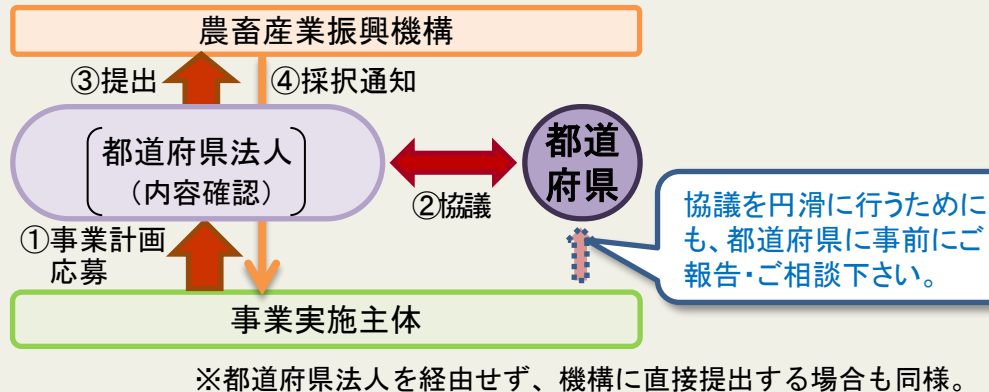 農畜産業振興機構
③提出
④採択通知
都道府県法人
(内容確認)
②協議
都道
府県
①事業計画
応募
協議を円滑に行うために
も、都道府県に事前にご
報告・ご相談下さい。
事業実施主体
※都道府県法人を経由せず、機構に直接提出する場合も同様。